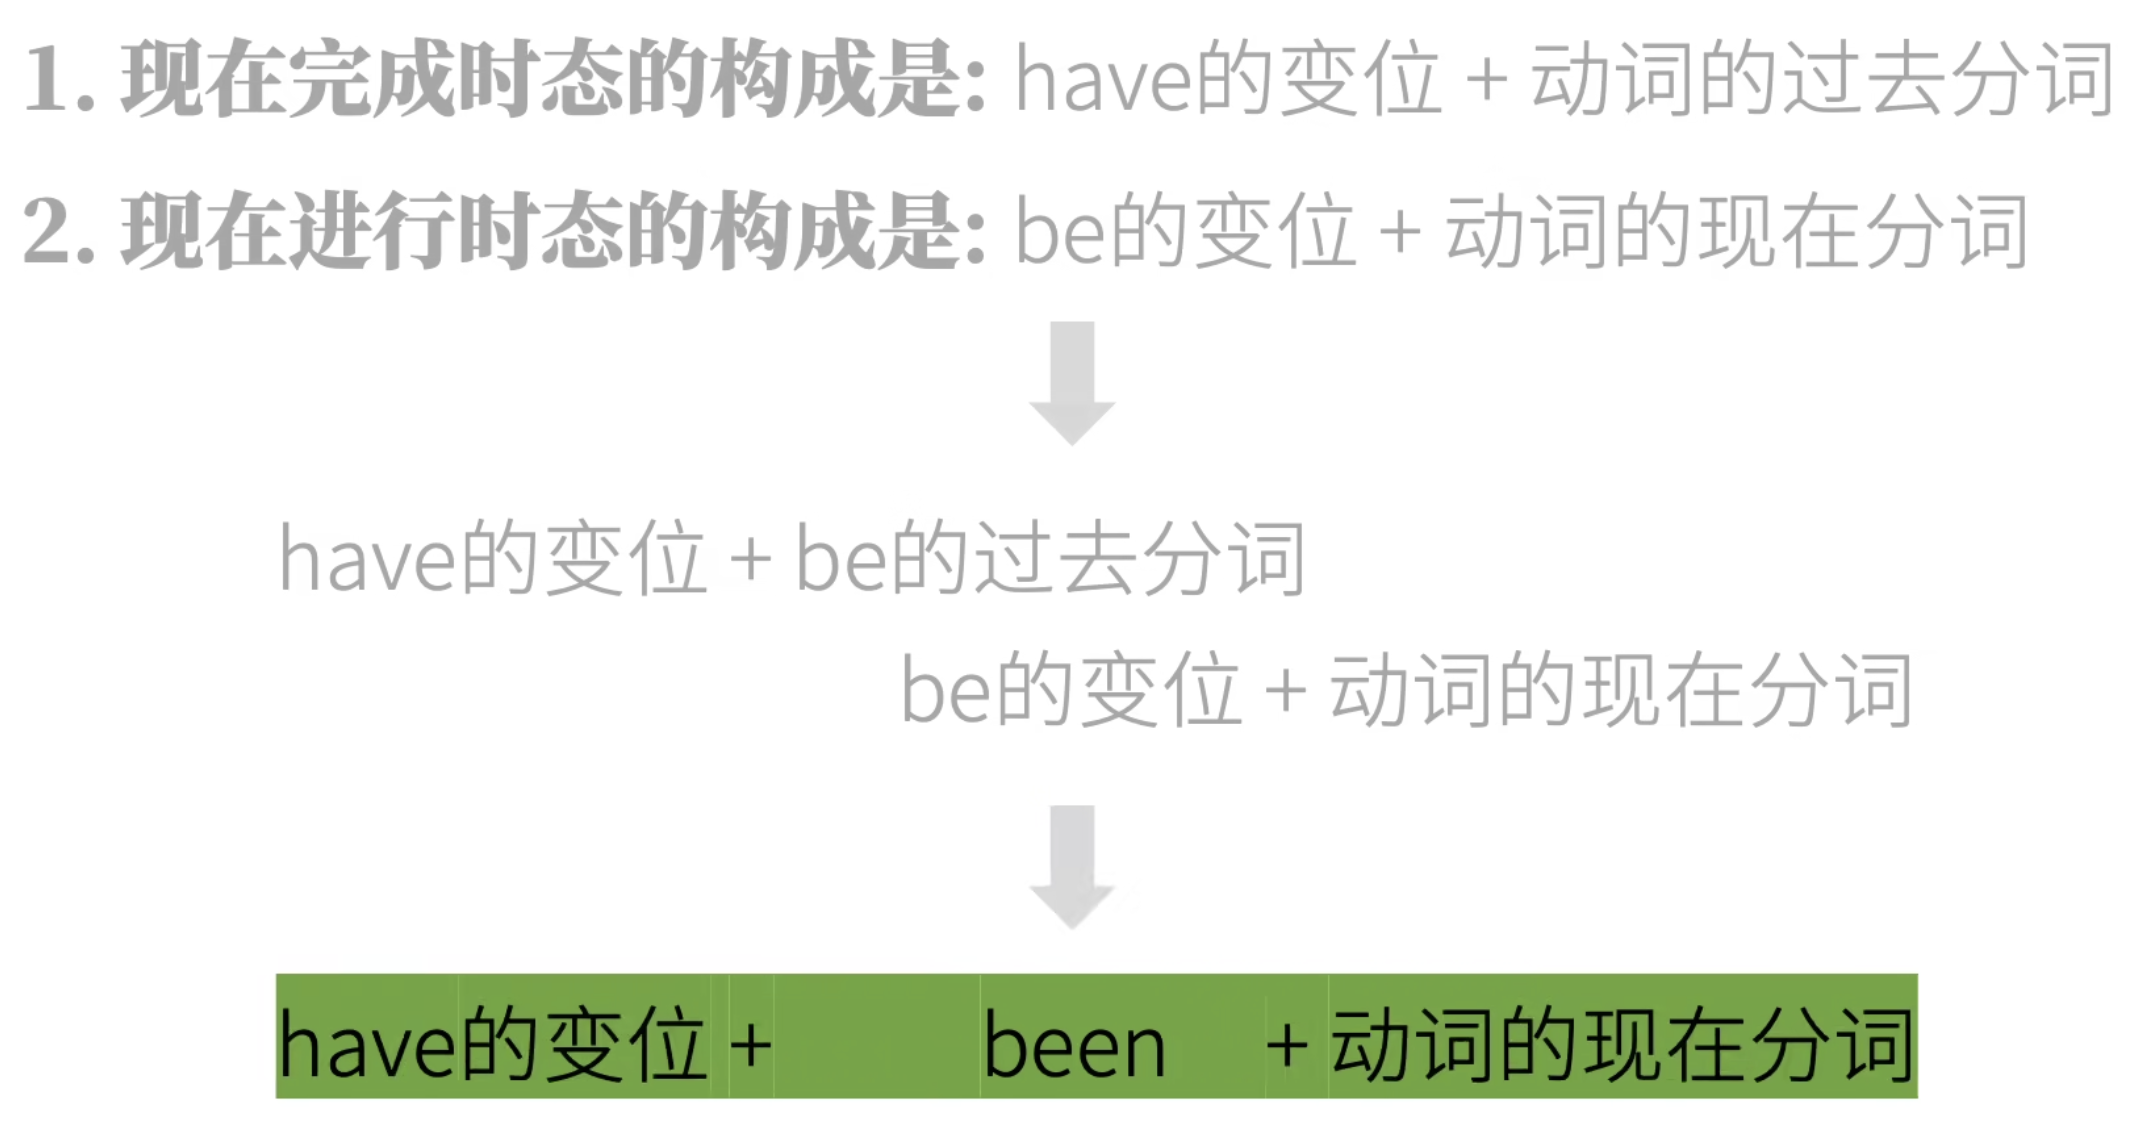 1. 现在完成时态的构成是: have的变位 + 动词的过去分词
2. 现在进行时态的构成是: be的变位 + 动词的现在分词
have的变位 + be的过去分词
be的变位 + 动词的现在分词
have的变位 + been + 动词的现在分词